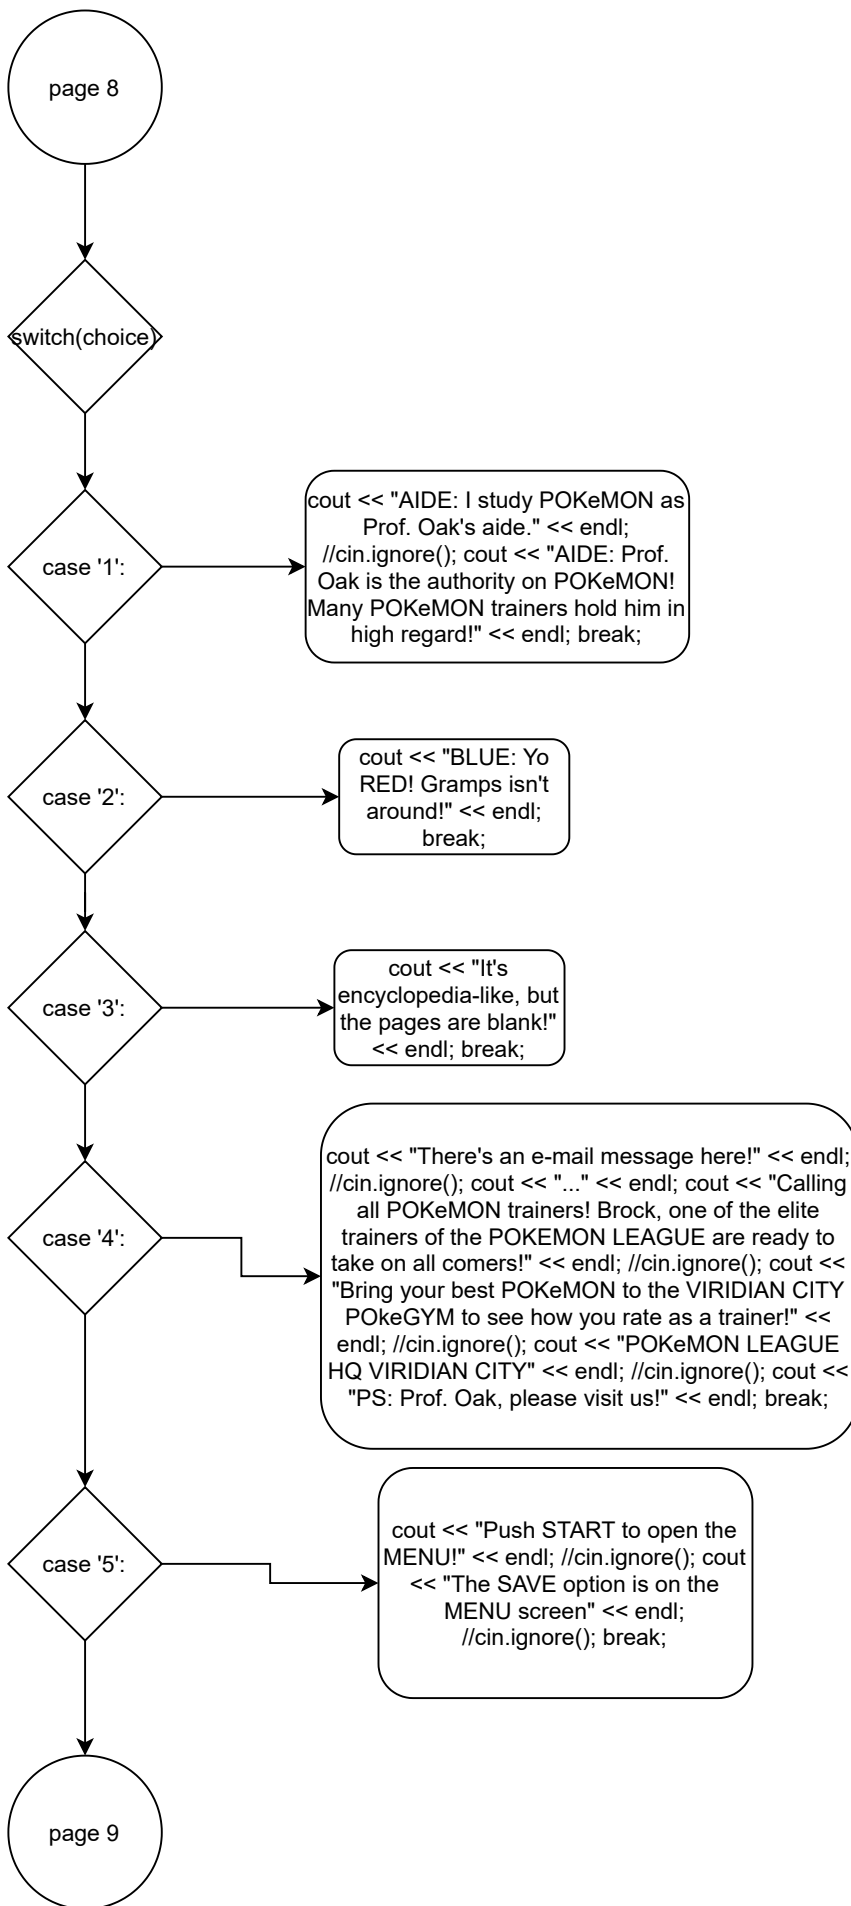 page 8
switch(choice)
case '1':
cout << "AIDE: I study POKeMON as
Prof. Oak's aide." << endl;
//cin.ignore(); cout << "AIDE: Prof.
Oak is the authority on POKeMON!
Many POKeMON trainers hold him in
high regard!" << endl; break;
case '2':
cout << "BLUE: Yo
RED! Gramps isn't
around!" << endl;
break;
case '3':
cout << "It's
encyclopedia-like, but
the pages are blank!"
<< endl; break;
case '4':
cout << "There's an e-mail message here!" << endl;
//cin.ignore(); cout << "..." << endl; cout << "Calling
all POKeMON trainers! Brock, one of the elite
trainers of the POKEMON LEAGUE are ready to
take on all comers!" << endl; //cin.ignore(); cout <<
"Bring your best POKeMON to the VIRIDIAN CITY
POkeGYM to see how you rate as a trainer!" <<
endl; //cin.ignore(); cout << "POKeMON LEAGUE
HQ VIRIDIAN CITY" << endl; //cin.ignore(); cout <<
"PS: Prof. Oak, please visit us!" << endl; break;
case '5':
cout << "Push START to open the
MENU!" << endl; //cin.ignore(); cout
<< "The SAVE option is on the
MENU screen" << endl;
//cin.ignore(); break;
page 9